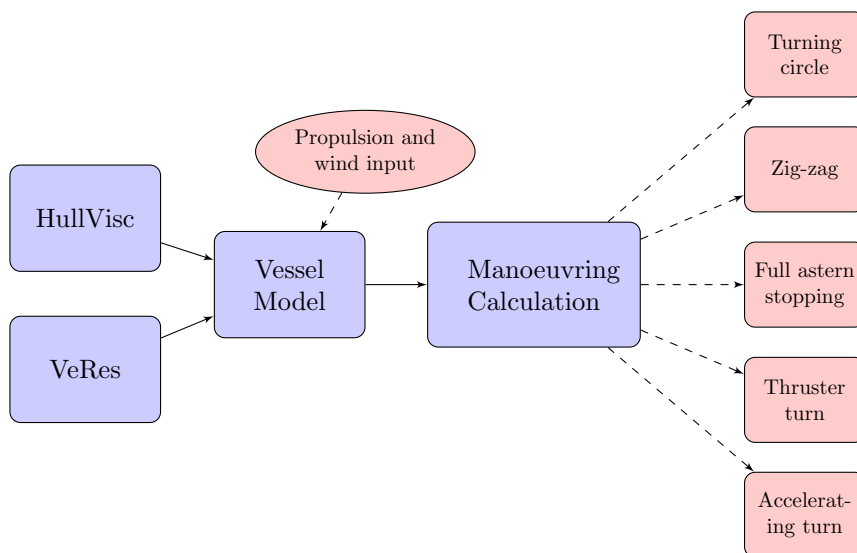 HullVisc
VeRes
Propulsion and
wind input
Vessel
Model
Manoeuvring
Calculation
Turning
circle
Zig-zag
Full astern
stopping
Thruster
turn
Accelerat-
ing turn